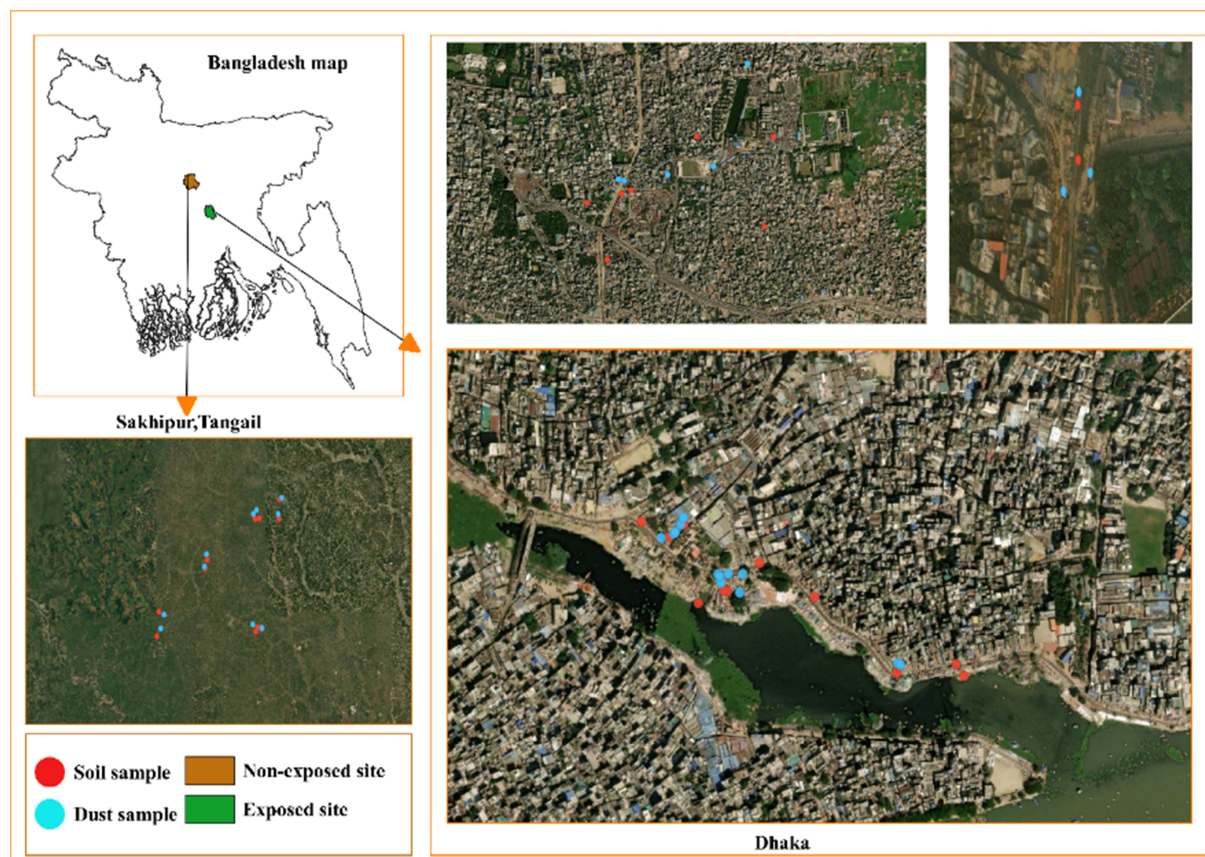 Bangladesh map
Sakhipur,Tangail
Soil sample
Non-exposed site
Dust sample
Exposed site
Dhaka